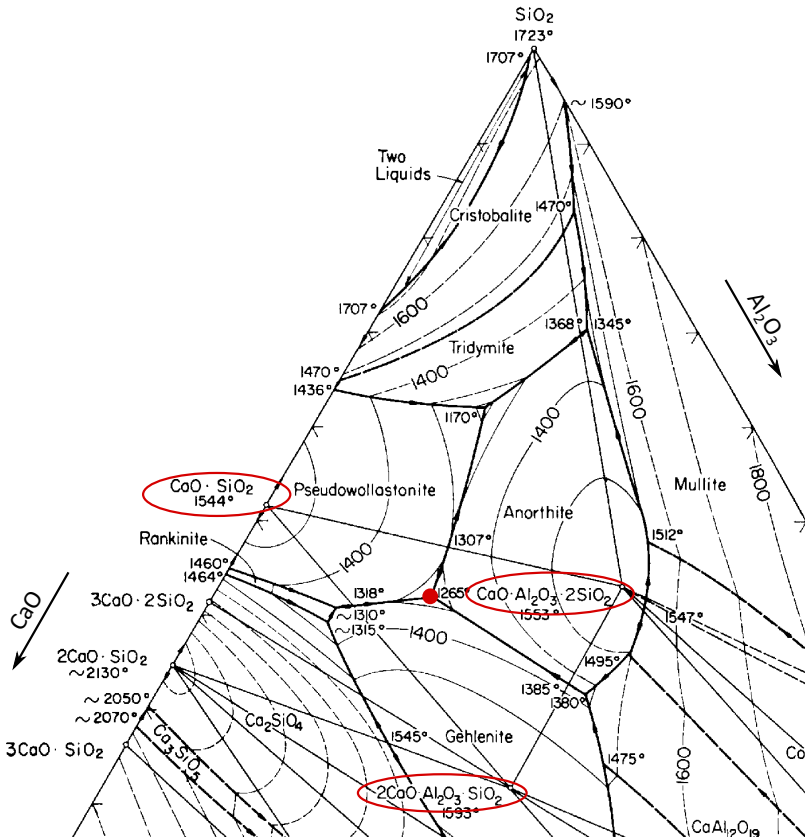 SiO₂
1723°
1707°
~1590°
Two
Liquids
Cristobalite
1470°
1707°
1600
Al₂O₃
1368°
1345°
Tridymite
1470°
1436°
1400
1170°
1600
1400
1800
CaO·SiO₂
1544°
Pseudowollastonite
Mullite
Anorthite
Rankinite
1400
1307°
1512°
1460°
1464°
CaO
3CaO·2SiO₂
1318°
1265°
CaO·Al₂O₃·2SiO₂
1553°
~1310°
~1315°
1400
1547°
2CaO·SiO₂
~2130°
1495°
1385°
1380°
~2050°
~2070°
Ca₂SiO₄
3CaO·SiO₂
Ca₃SiO₅
1545°
Gehlenite
1475°
1600
Co
2CaO·Al₂O₃·SiO₂
1593°
CaAl₁₂O₁₉